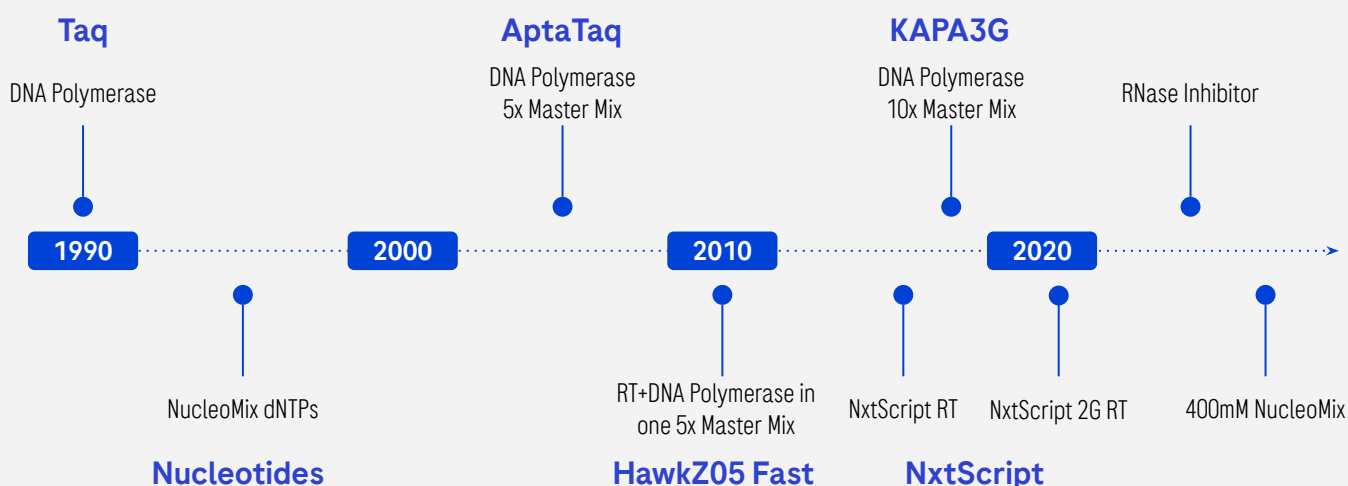 Taq
AptaTaq
KAPA3G
DNA Polymerase
DNA Polymerase
5x Master Mix
DNA Polymerase
10x Master Mix
RNase Inhibitor
1990
2000
2010
2020
NucleoMix dNTPs
RT+DNA Polymerase in
one 5x Master Mix
NxtScript RT
NxtScript 2G RT
400mM NucleoMix
Nucleotides
HawkZ05 Fast
NxtScript